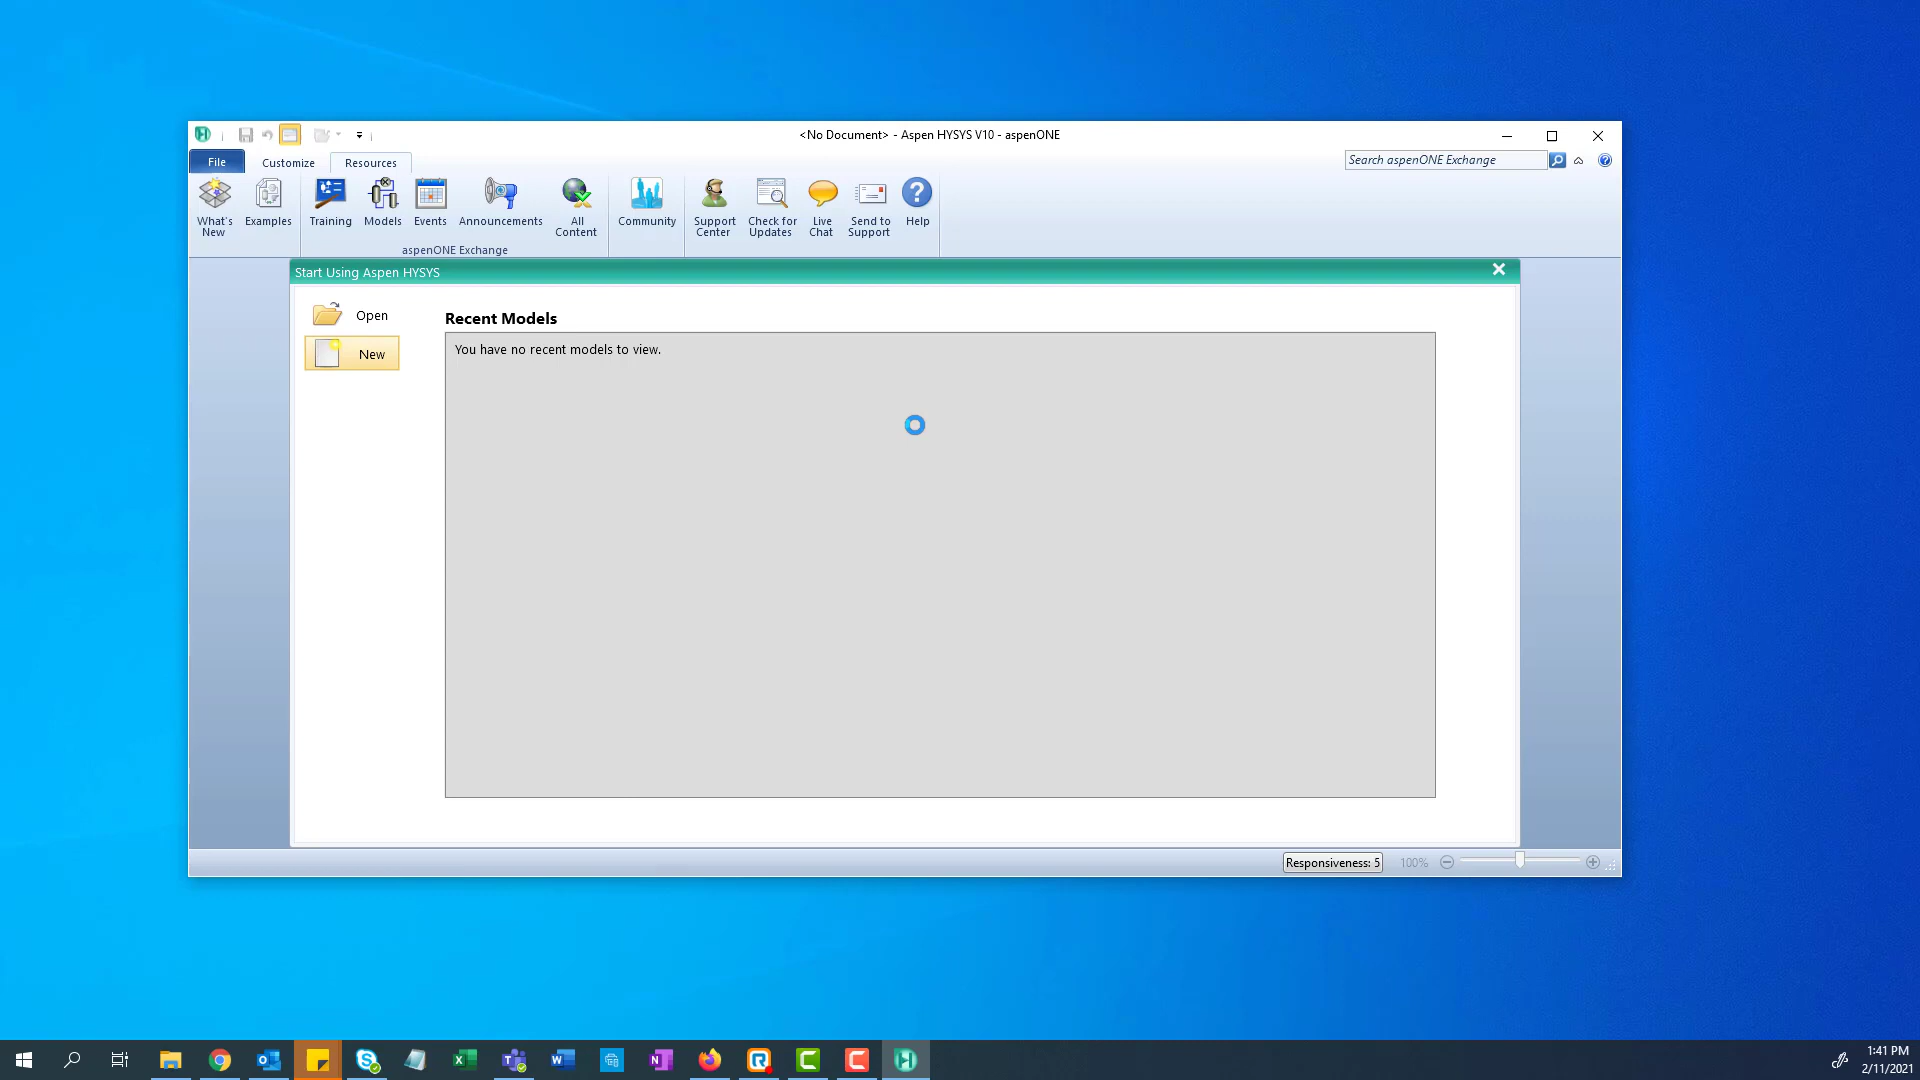 <No Document> - Aspen HYSYS V10 - aspenONE
File
Customize
Resources
Search aspenONE Exchange
What's
New
Examples
Training
Models
Events
Announcements
All
Content
Community
Support
Center
Check for
Updates
Live
Chat
Send to
Support
Help
aspenONE Exchange
Start Using Aspen HYSYS
Open
New
Recent Models
You have no recent models to view.
Responsiveness: 5
100%
1:41 PM
2/11/2021